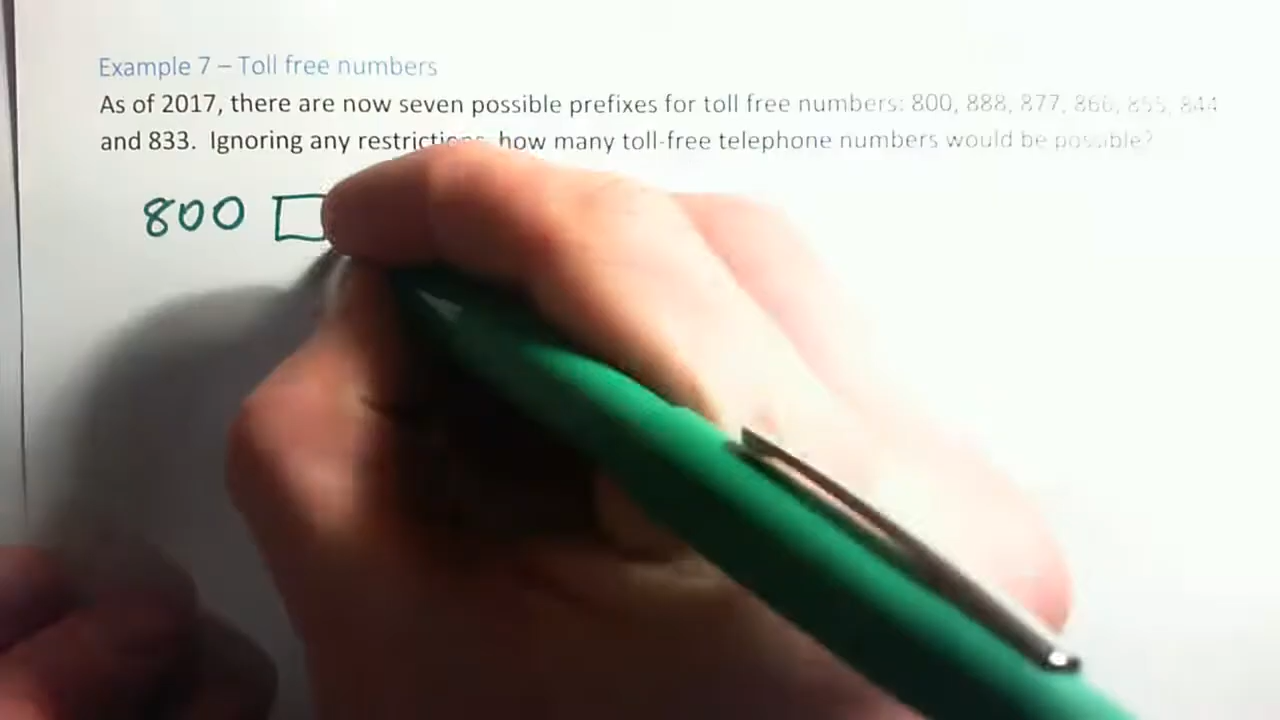 Example 7 – Toll free numbers
As of 2017, there are now seven possible prefixes for toll free numbers: 800, 888, 877, 866, 855, 844
and 833. Ignoring any restrictions, how many toll-free telephone numbers would be possible?
800